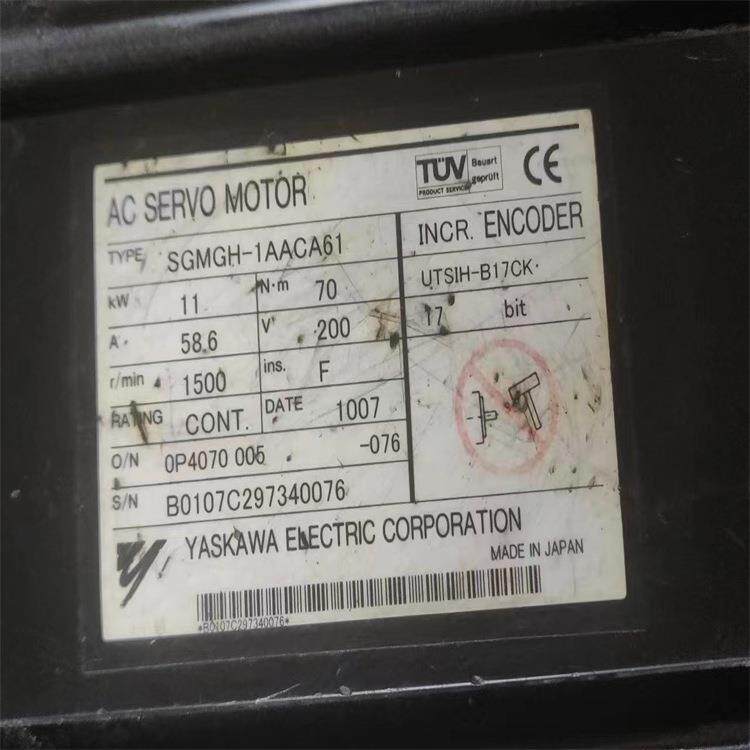 AC SERVO MOTOR
TÜV Bauart geprüft
PRODUCT SERVICE
CE
TYPE SGMGH-1AACA61
INCR. ENCODER
kW 11 N·m 70
UTSIH-B17CK
A 58.6 V 200
17 bit
r/min 1500 ins. F
RATING CONT. DATE 1007
O/N 0P4070 005 -076
S/N B0107C297340076
YASKAWA ELECTRIC CORPORATION
MADE IN JAPAN
*B0107C297340076*